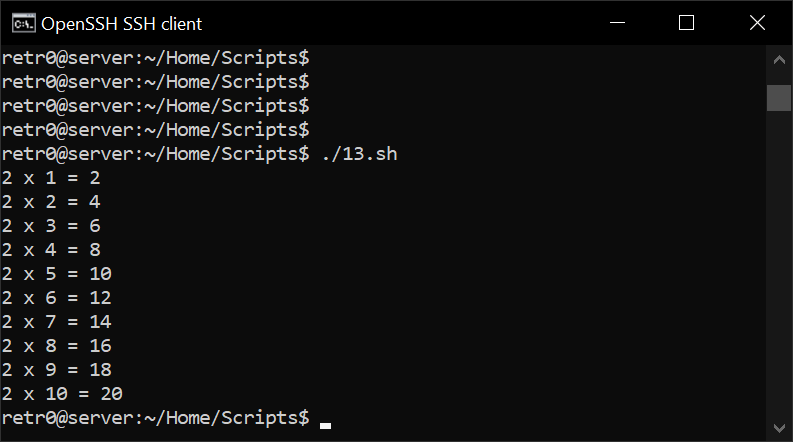 OpenSSH SSH client
retr0@server:~/Home/Scripts$
retr0@server:~/Home/Scripts$
retr0@server:~/Home/Scripts$
retr0@server:~/Home/Scripts$
retr0@server:~/Home/Scripts$ ./13.sh
2 x 1 = 2
2 x 2 = 4
2 x 3 = 6
2 x 4 = 8
2 x 5 = 10
2 x 6 = 12
2 x 7 = 14
2 x 8 = 16
2 x 9 = 18
2 x 10 = 20
retr0@server:~/Home/Scripts$